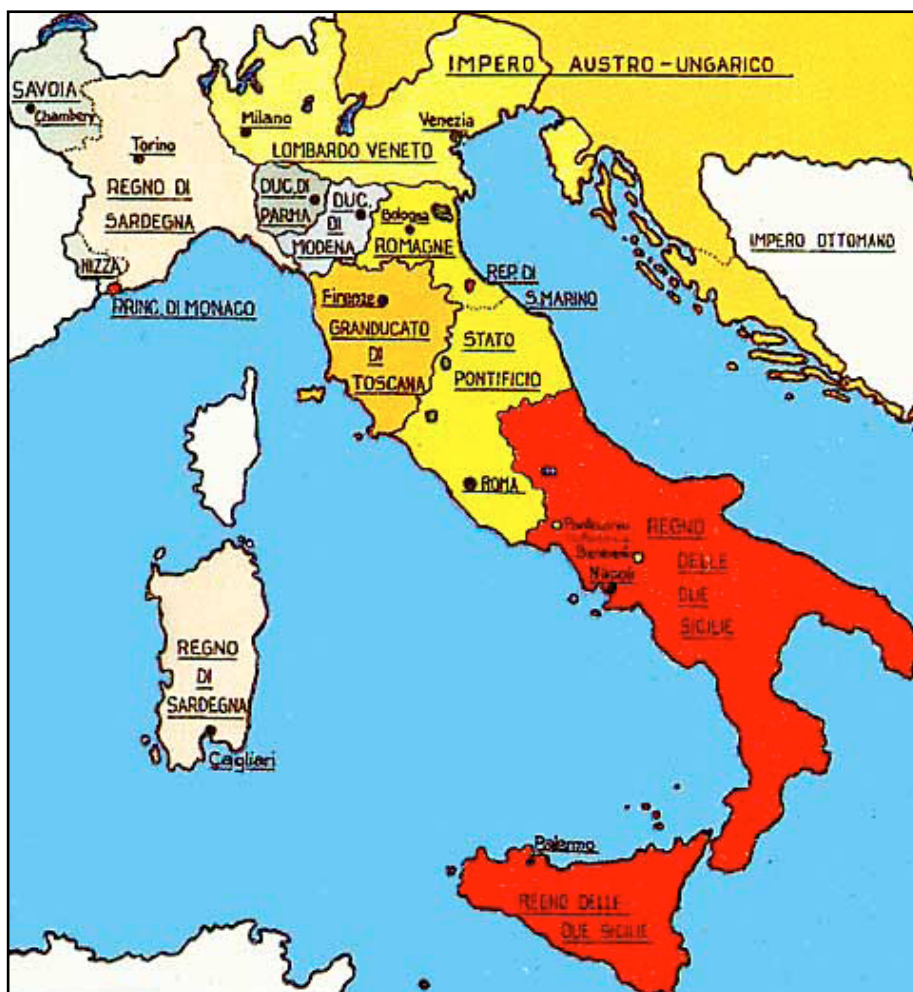 IMPERO AUSTRO-UNGARICO
SAVOIA
Chambery
Milano
Venezia
Torino
LOMBARDO VENETO
REGNO DI
SARDEGNA
DUC. DI
PARMA
DUC.
DI
MODENA
Bologna
ROMAGNE
IMPERO OTTOMANO
NIZZA
PRINC. DI MONACO
REP. DI
S. MARINO
Firenze
GRANDUCATO
DI
TOSCANA
STATO
PONTIFICIO
ROMA
REGNO
DELLE
DUE
SICILIE
Napoli
REGNO
DI
SARDEGNA
Cagliari
Palermo
REGNO DELLE
DUE SICILIE